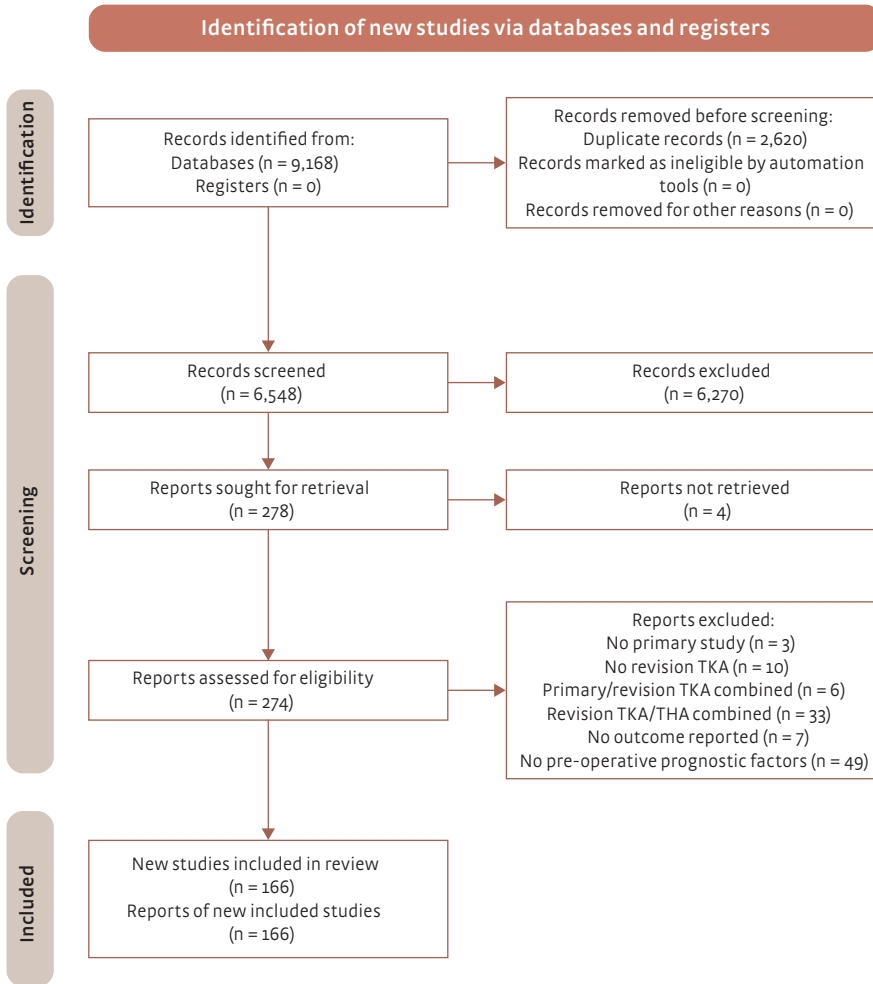 Identification of new studies via databases and registers
Identification
Records identified from:
Databases (n = 9,168)
Registers (n = 0)
Records removed before screening:
Duplicate records (n = 2,620)
Records marked as ineligible by automation
tools (n = 0)
Records removed for other reasons (n = 0)
Screening
Records screened
(n = 6,548)
Records excluded
(n = 6,270)
Reports sought for retrieval
(n = 278)
Reports not retrieved
(n = 4)
Reports assessed for eligibility
(n = 274)
Reports excluded:
No primary study (n = 3)
No revision TKA (n = 10)
Primary/revision TKA combined (n = 6)
Revision TKA/THA combined (n = 33)
No outcome reported (n = 7)
No pre-operative prognostic factors (n = 49)
Included
New studies included in review
(n = 166)
Reports of new included studies
(n = 166)